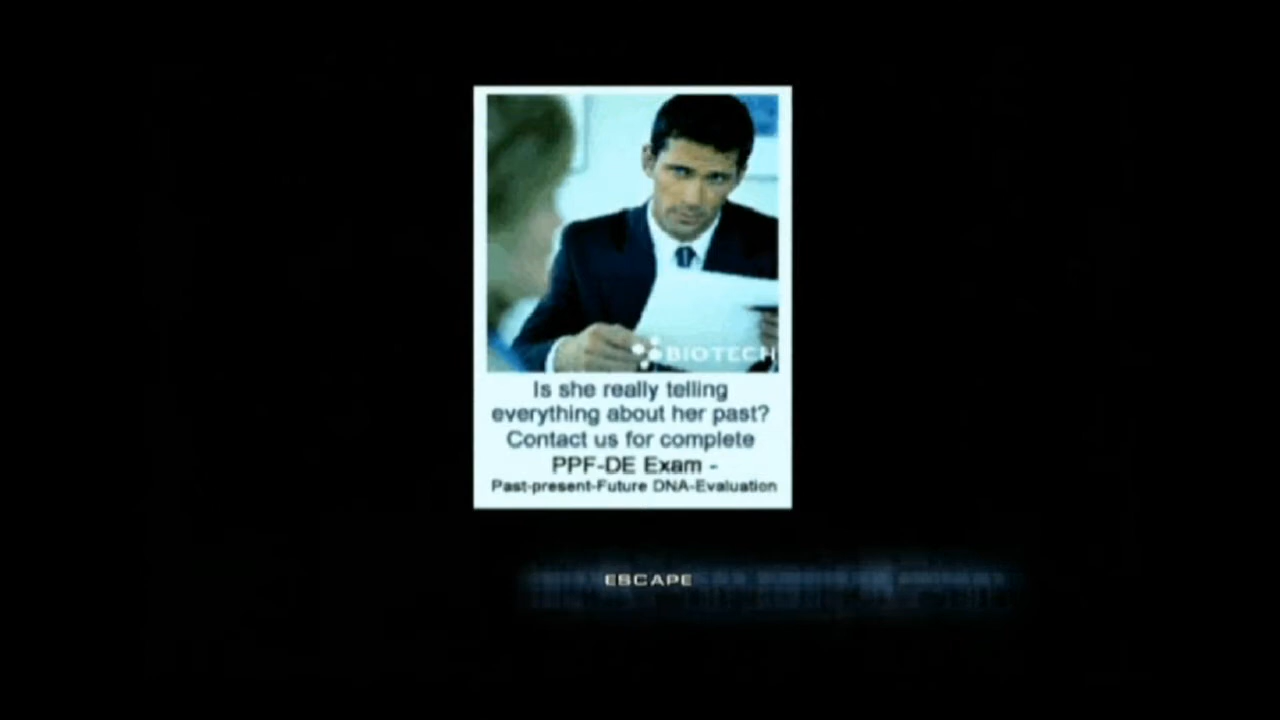 BIOTECH
Is she really telling
everything about her past?
Contact us for complete
PPF-DE Exam -
Past-present-Future DNA-Evaluation
ESCAPE